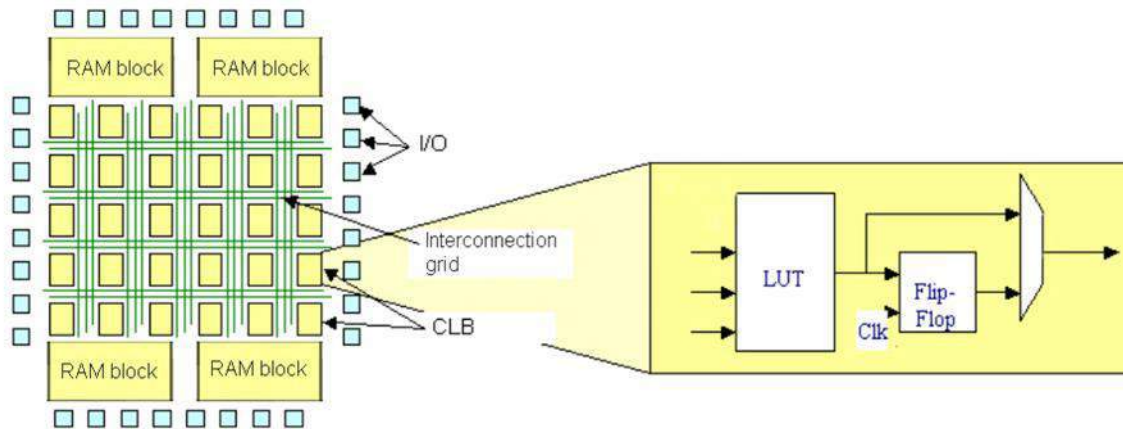 RAM block
RAM block
I/O
Interconnection
grid
CLB
RAM block
RAM block
LUT
Flip-
Flop
Clk